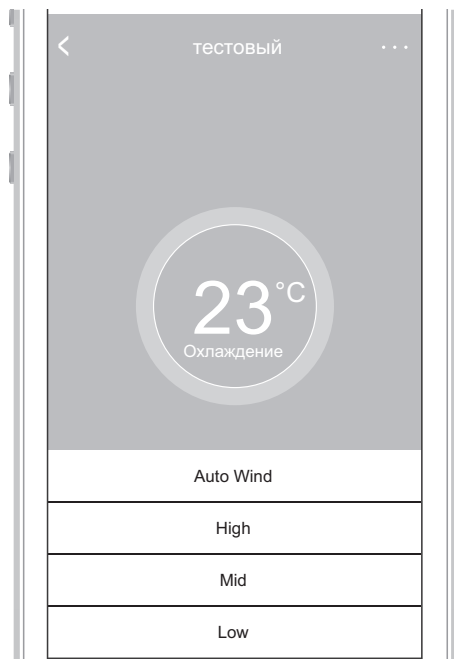 тестовый
23°C
Охлаждение
Auto Wind
High
Mid
Low